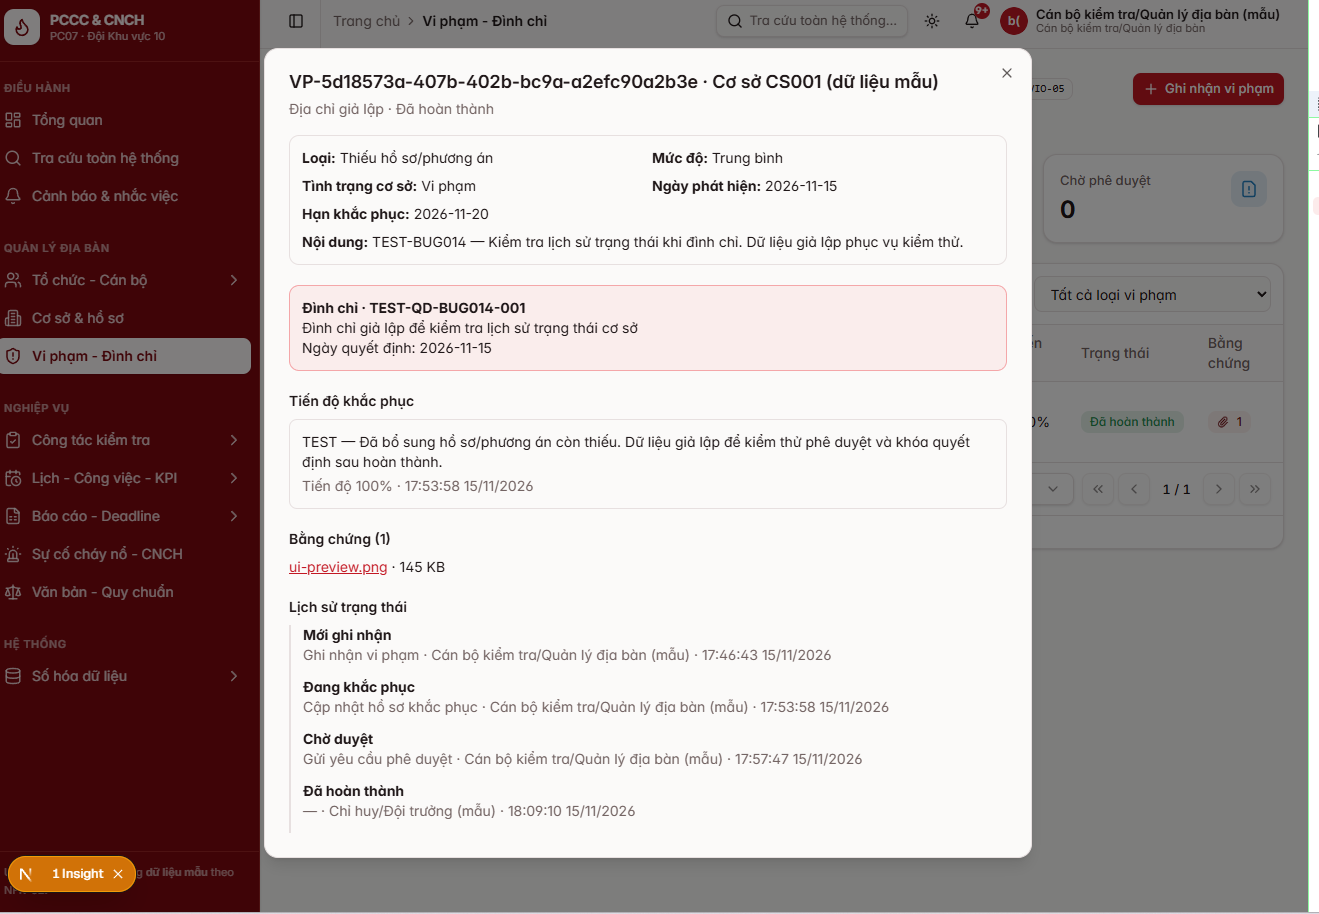 PCCC & CNCH
PC07 · Đội Khu vực 10
ĐIỀU HÀNH
Tổng quan
Tra cứu toàn hệ thống
Cảnh báo & nhắc việc
QUẢN LÝ ĐỊA BÀN
Tổ chức - Cán bộ
Cơ sở & hồ sơ
Vi phạm - Đình chỉ
NGHIỆP VỤ
Công tác kiểm tra
Lịch - Công việc - KPI
Báo cáo - Deadline
Sự cố cháy nổ - CNCH
Văn bản - Quy chuẩn
HỆ THỐNG
Số hóa dữ liệu
dữ liệu mẫu theo
N 1 Insight ×
Trang chủ > Vi phạm - Đình chỉ
Tra cứu toàn hệ thống...
9+
b(
Cán bộ kiểm tra/Quản lý địa bàn (mẫu)
Cán bộ kiểm tra/Quản lý địa bàn
VP-5d18573a-407b-402b-bc9a-a2efc90a2b3e · Cơ sở CS001 (dữ liệu mẫu)
Địa chỉ giả lập · Đã hoàn thành
Loại: Thiếu hồ sơ/phương án
Mức độ: Trung bình
Tình trạng cơ sở: Vi phạm
Ngày phát hiện: 2026-11-15
Hạn khắc phục: 2026-11-20
Nội dung: TEST-BUG014 — Kiểm tra lịch sử trạng thái khi đình chỉ. Dữ liệu giả lập phục vụ kiểm thử.
Đình chỉ · TEST-QD-BUG014-001
Đình chỉ giả lập để kiểm tra lịch sử trạng thái cơ sở
Ngày quyết định: 2026-11-15
Tiến độ khắc phục
TEST — Đã bổ sung hồ sơ/phương án còn thiếu. Dữ liệu giả lập để kiểm thử phê duyệt và khóa quyết
định sau hoàn thành.
Tiến độ 100% · 17:53:58 15/11/2026
Bằng chứng (1)
ui-preview.png · 145 KB
Lịch sử trạng thái
Mới ghi nhận
Ghi nhận vi phạm · Cán bộ kiểm tra/Quản lý địa bàn (mẫu) · 17:46:43 15/11/2026
Đang khắc phục
Cập nhật hồ sơ khắc phục · Cán bộ kiểm tra/Quản lý địa bàn (mẫu) · 17:53:58 15/11/2026
Chờ duyệt
Gửi yêu cầu phê duyệt · Cán bộ kiểm tra/Quản lý địa bàn (mẫu) · 17:57:47 15/11/2026
Đã hoàn thành
— · Chỉ huy/Đội trưởng (mẫu) · 18:09:10 15/11/2026
IO-05
+ Ghi nhận vi phạm
Chờ phê duyệt
0
Tất cả loại vi phạm
Trạng thái
Bằng
chứng
0%
Đã hoàn thành
1
1 / 1